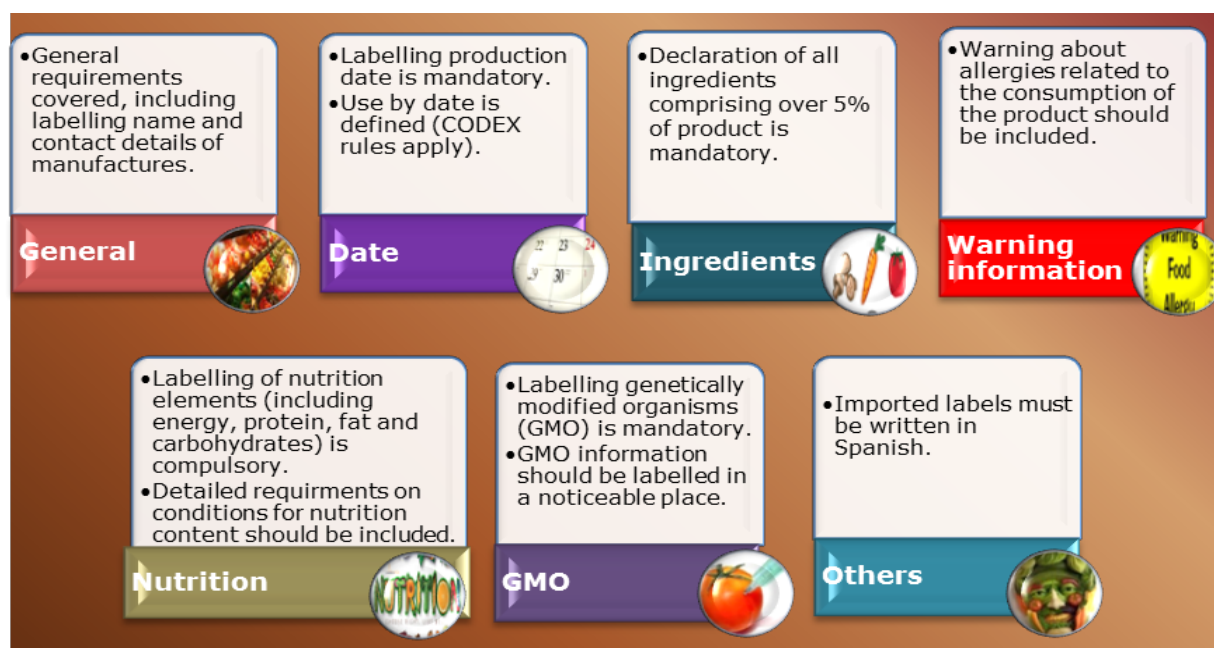 •General
requirements
covered, including
labelling name and
contact details of
manufactures.
General
•Labelling production
date is mandatory.
•Use by date is
defined (CODEX
rules apply).
Date
22 23 24
29 30
•Declaration of all
ingredients
comprising over 5%
of product is
mandatory.
Ingredients
•Warning about
allergies related to
the consumption of
the product should
be included.
Warning
information
Warning
Food
Allergy
•Labelling of nutrition
elements (including
energy, protein, fat and
carbohydrates) is
compulsory.
•Detailed requirments on
conditions for nutrition
content should be included.
Nutrition
NUTRITION
•Labelling genetically
modified organisms
(GMO) is mandatory.
•GMO information
should be labelled in
a noticeable place.
GMO
•Imported labels must
be written in
Spanish.
Others